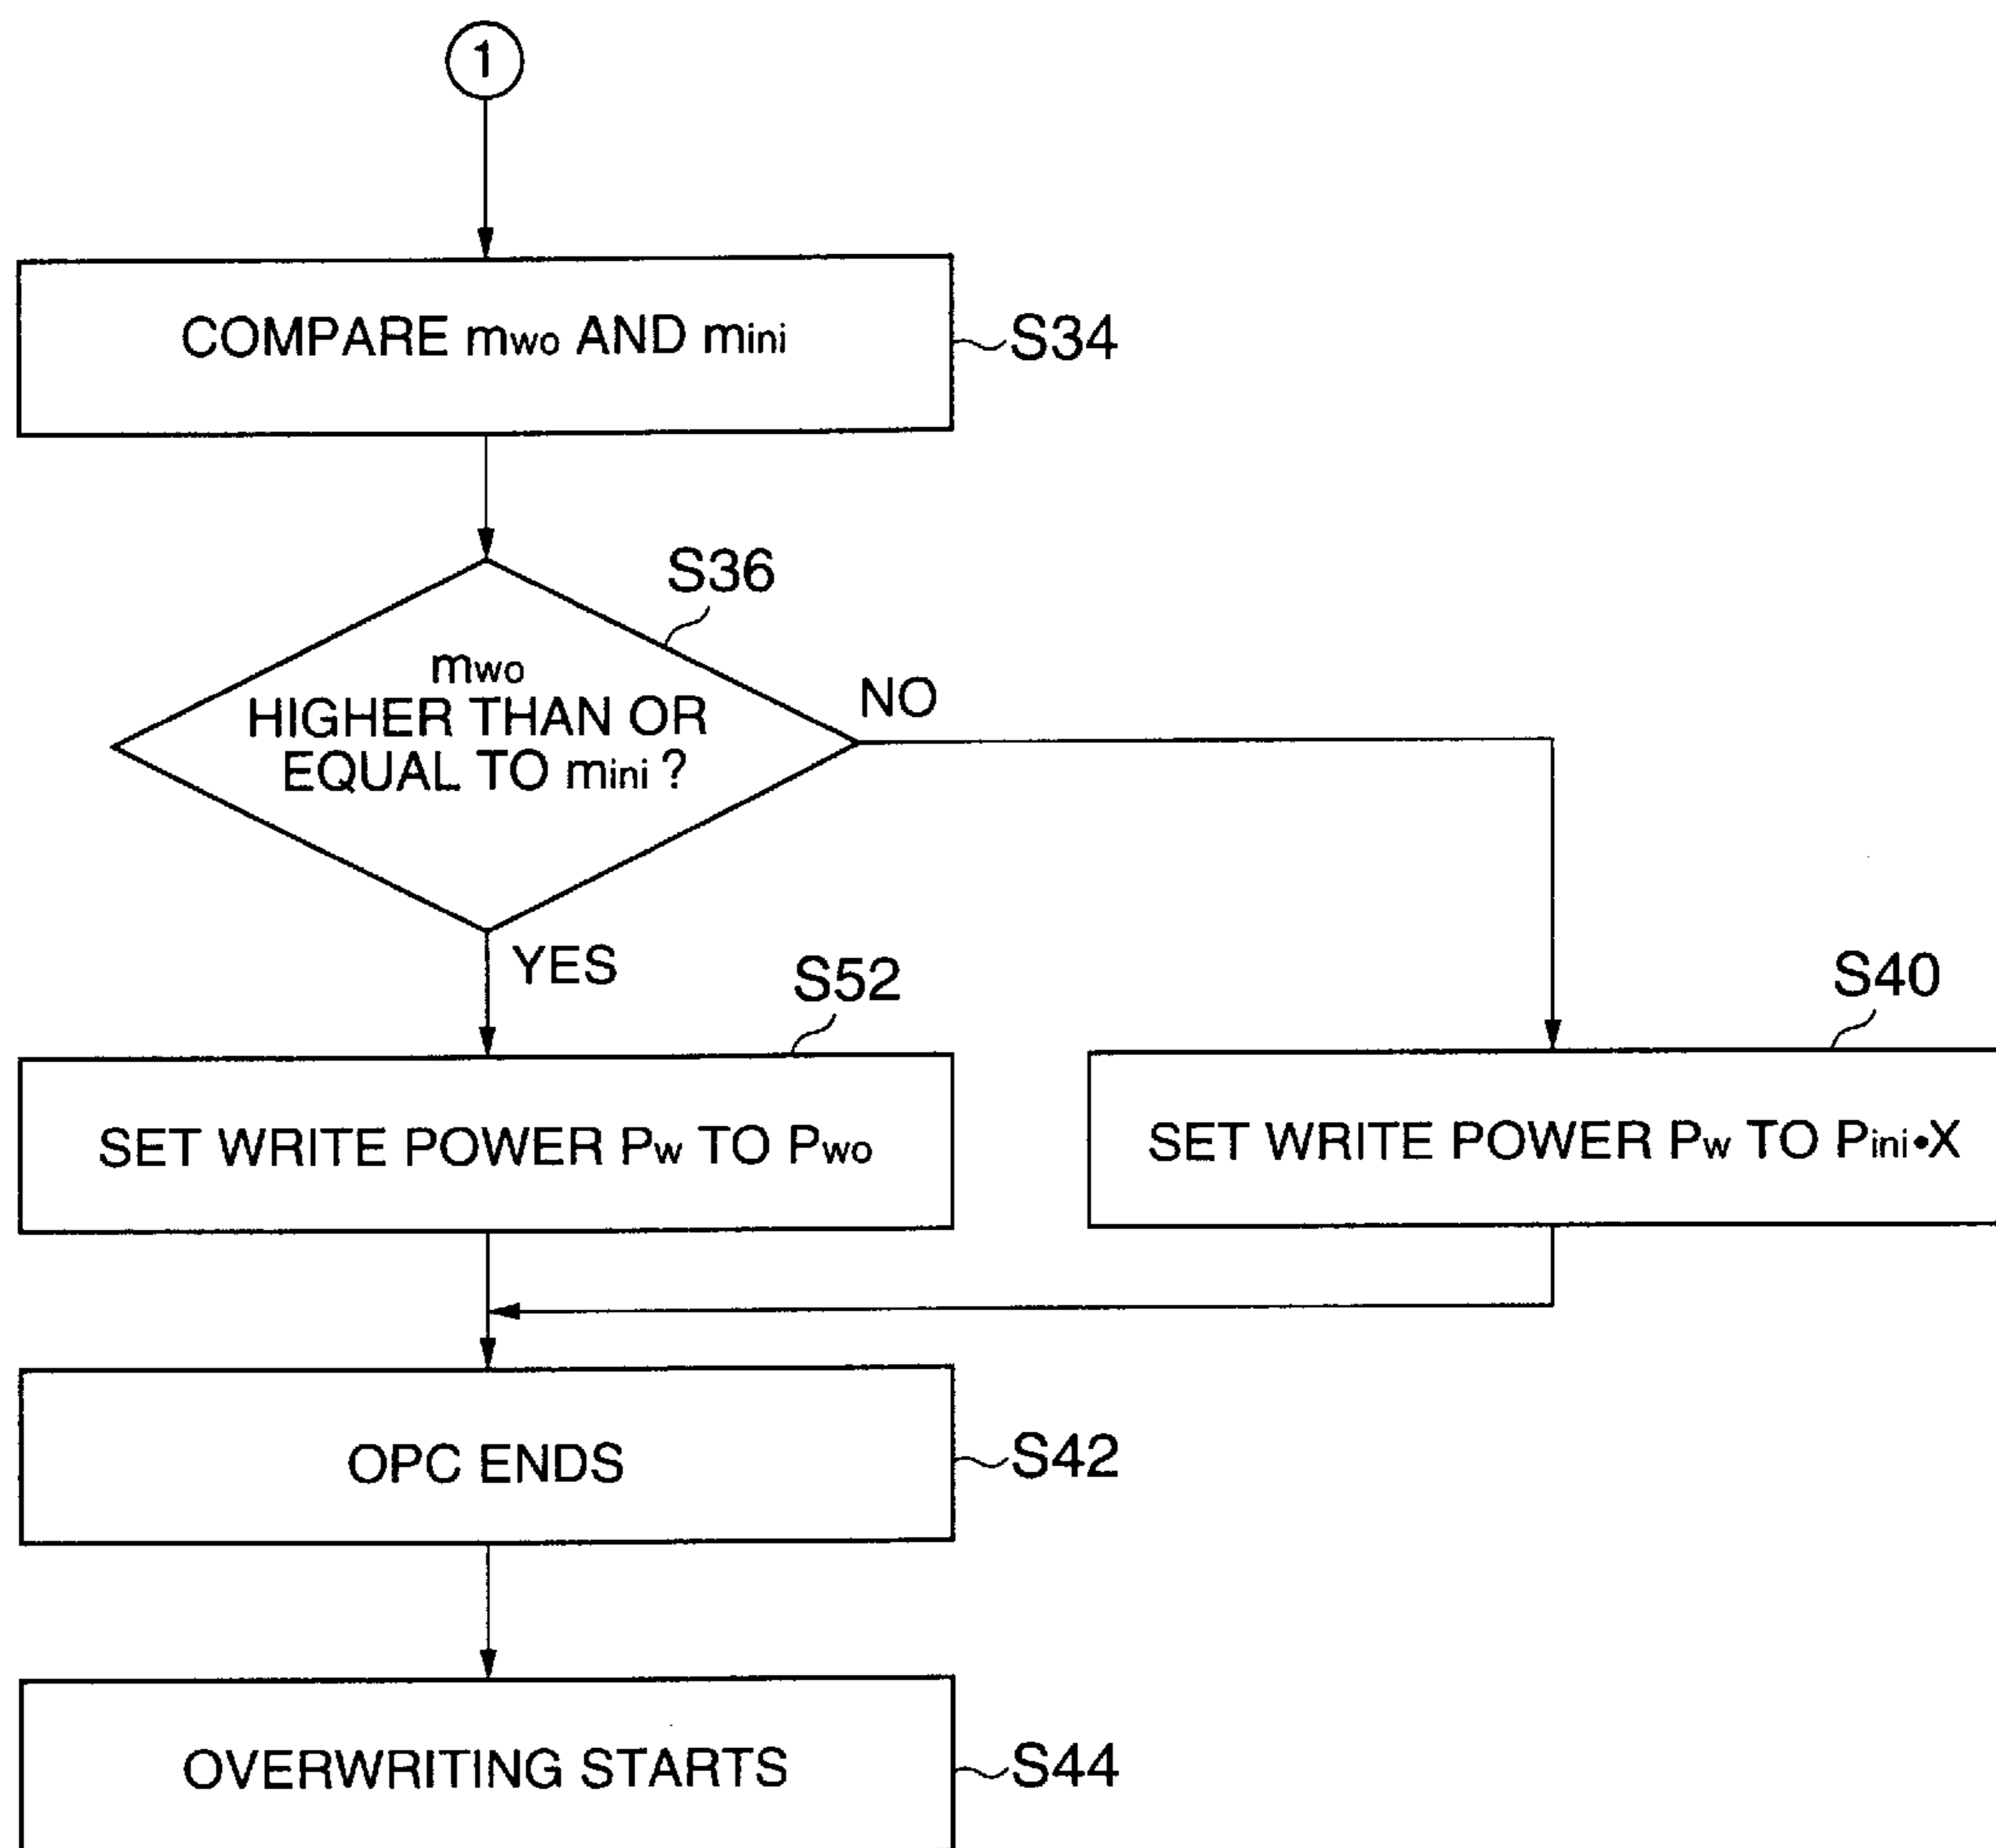 1
COMPARE mwo AND mini
S34
S36
mwo
HIGHER THAN OR
EQUAL TO mini ?
NO
YES
S52
S40
SET WRITE POWER Pw TO Pwo
SET WRITE POWER Pw TO Pini•X
OPC ENDS
S42
OVERWRITING STARTS
S44